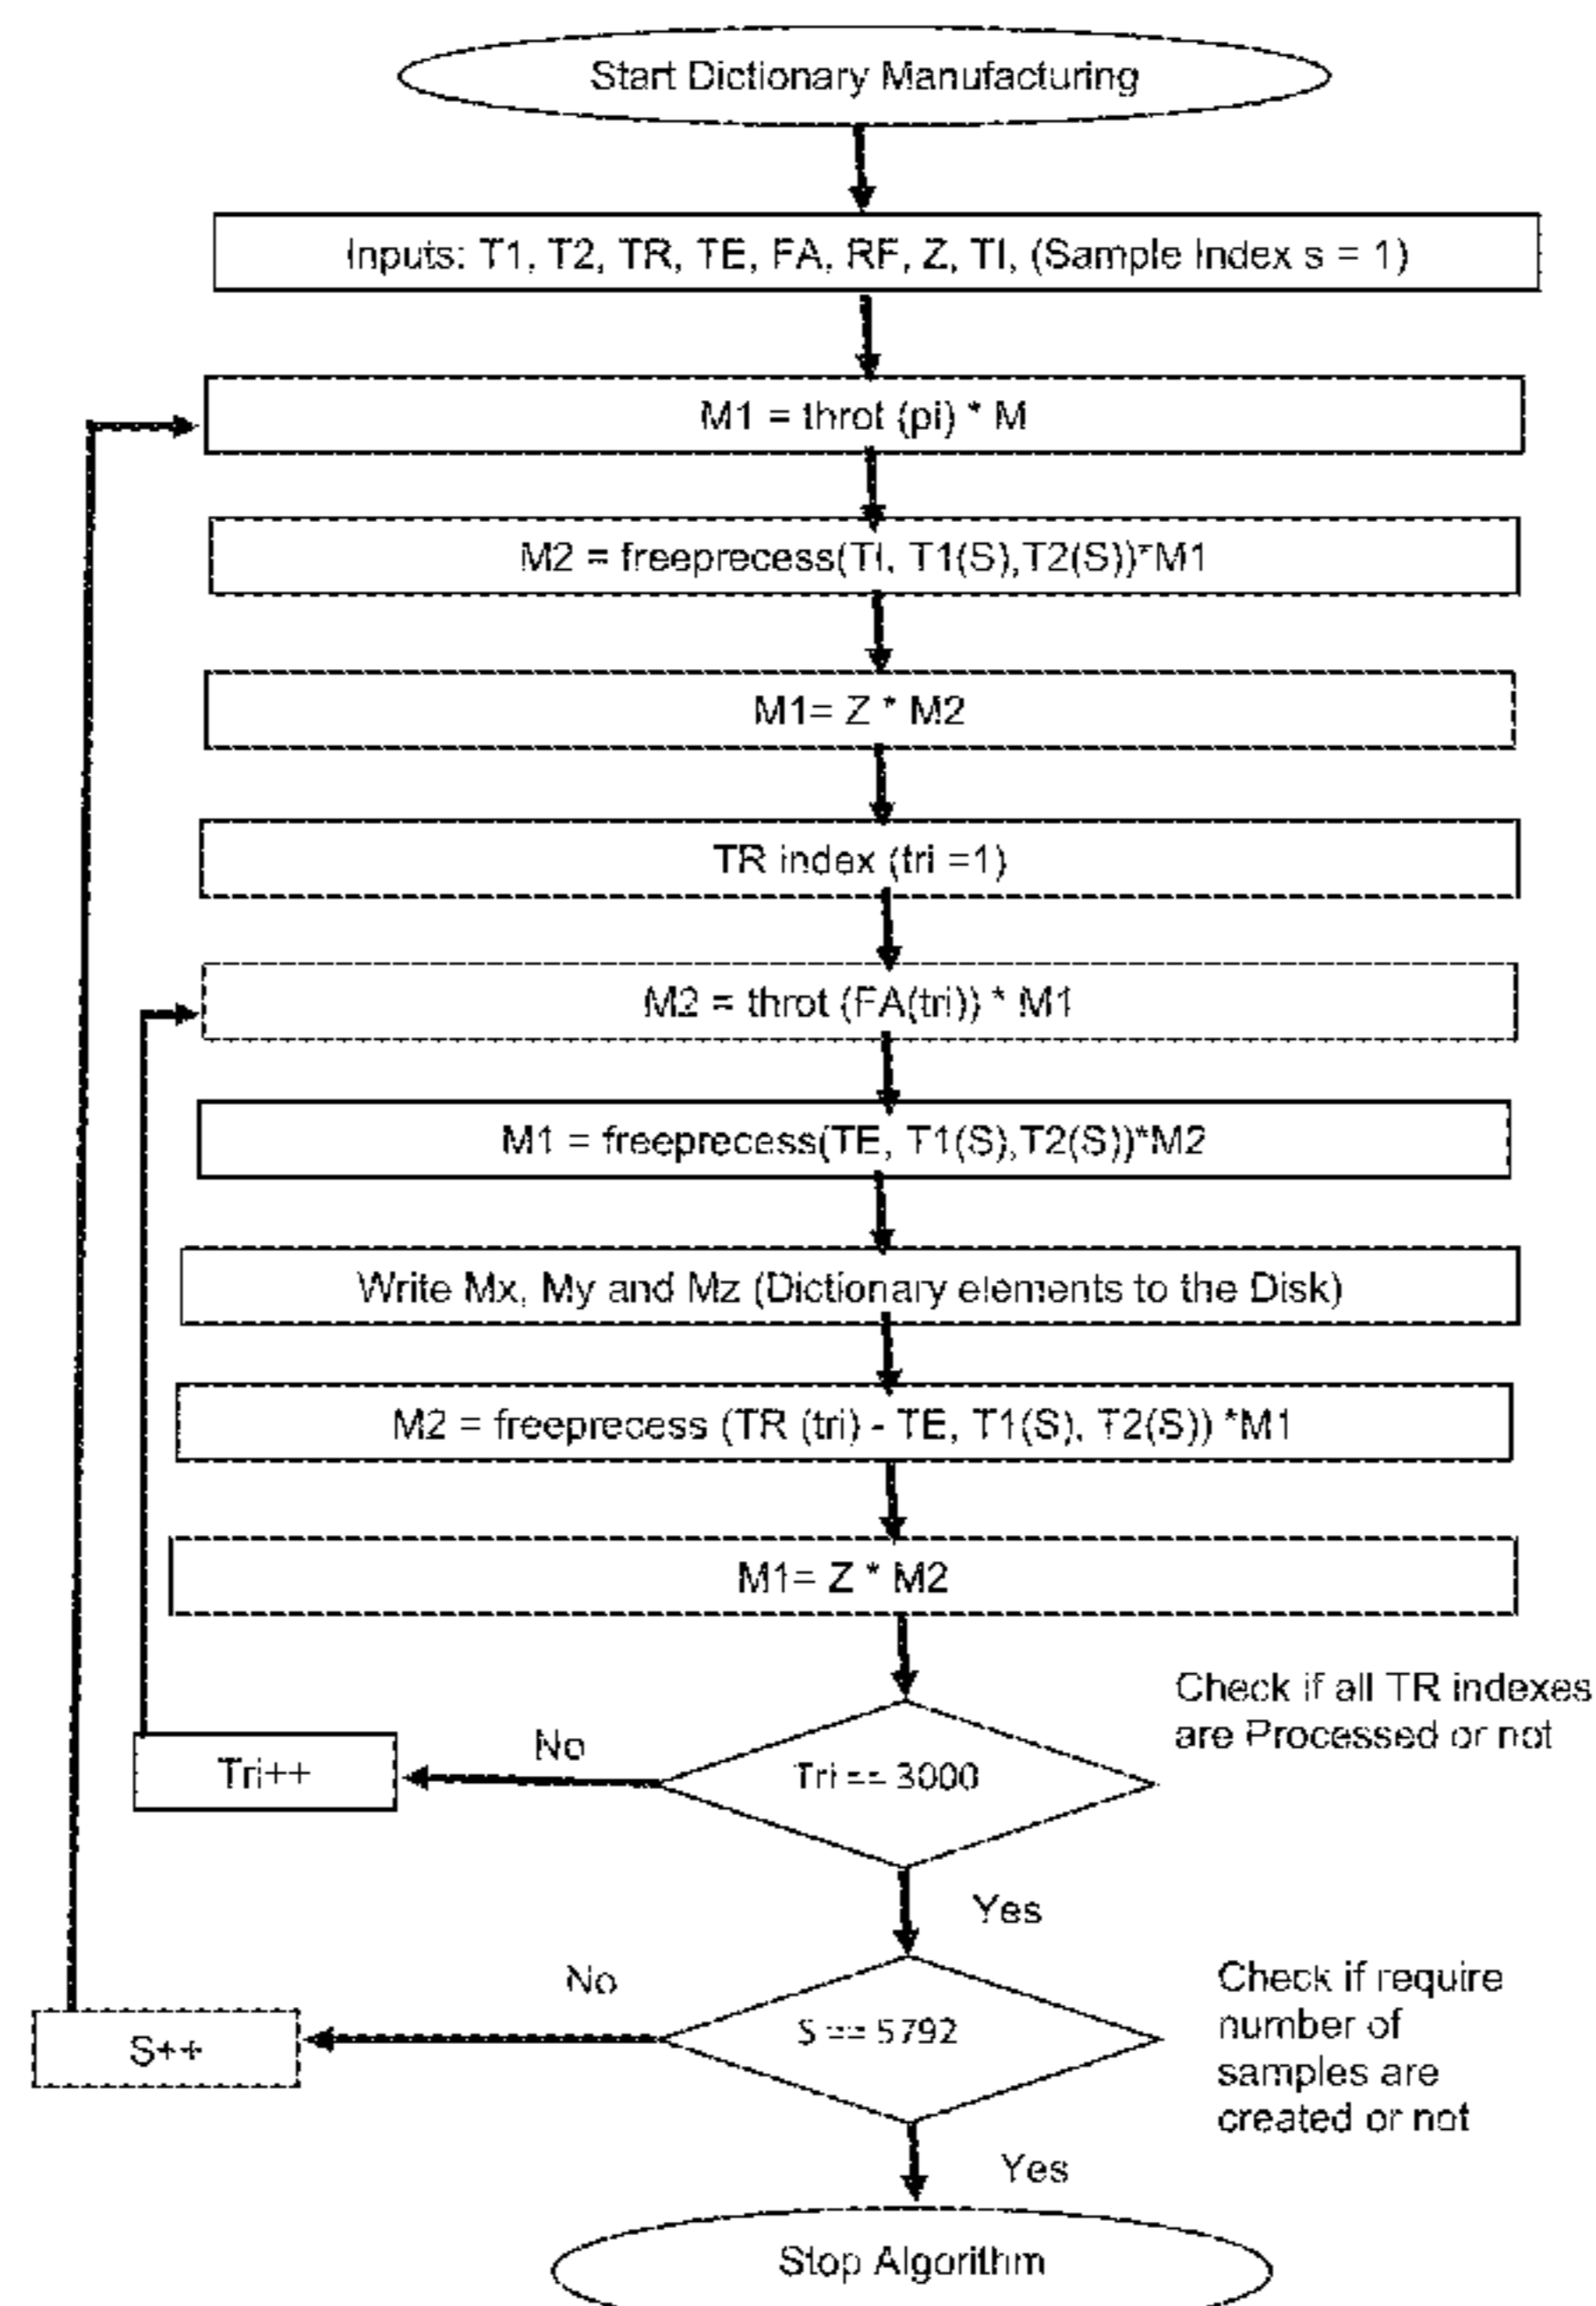 Start Dictionary Manufacturing
Inputs: T1, T2, TR, TE, FA, RF, Z, TI, (Sample Index s = 1)
M1 = throt (pi) * M
M2 = freeprecess(TI, T1(S),T2(S))*M1
M1= Z * M2
TR index (tri =1)
M2 = throt (FA(tri)) * M1
M1 = freeprecess(TE, T1(S),T2(S))*M2
Write Mx, My and Mz (Dictionary elements to the Disk)
M2 = freeprecess (TR (tri) - TE, T1(S), T2(S)) *M1
M1= Z * M2
Check if all TR indexes
are Processed or not
No
Tri++
Tri == 3000
Yes
Check if require
number of
samples are
created or not
No
S++
S == 5792
Yes
Stop Algorithm